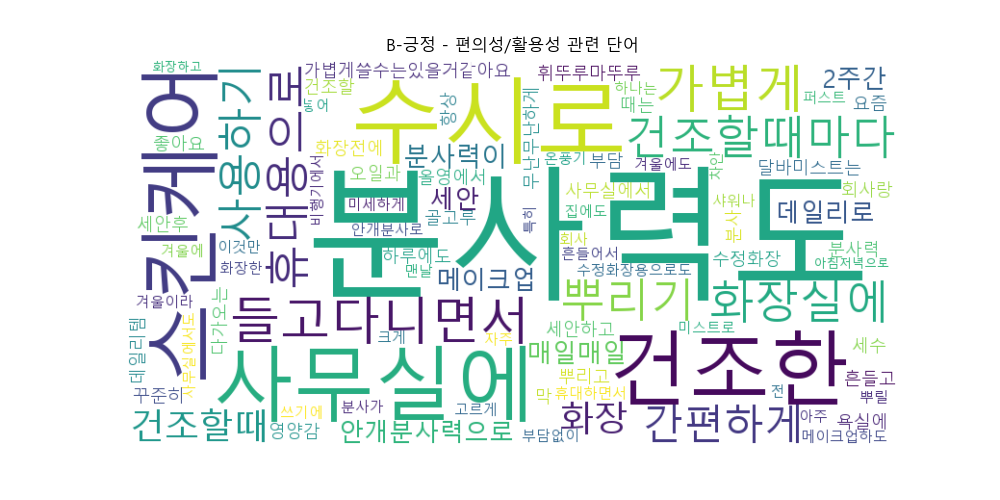 B-긍정 - 편의성/활용성 관련 단어
화장하고
가볍게쓸수는있을거같아요
휘뚜루마뚜루
2주간
스킨케어
사용하기
휴대용으로
건조할
넣어
항상
수시로
무난무난하게
하나는
때는
가볍게
퍼스트
요즘
좋아요
화장전에
분사력이
온풍기
부담
겨울에도
건조할때마다
차안
달바미스트는
비행기에서
오일과
올영에서
세안
미세하게
골고루
특히
사무실에서
집에도
샤워나
분사
회사랑
데일리로
세안후
안개분사로
분사력도
회사
겨울에
이것만
화장한
하루에도
맨날
메이크업
흔들어서
수정화장용으로도
수정화장
분사력
아침저녁으로
겨울이라
다가오는
들고다니면서
뿌리기
화장실에
데일리템
사무실에서도
크게
자주
세안하고
미스트로
건조한
세수
사무실에
매일매일
꾸준히
뿌리고
흔들고
막
휴대하면서
전
뿌릴
건조할때
쓰기에
영양감
분사가
고르게
안개분사력으로
부담없이
화장
간편하게
아주
욕실에
메이크업하도